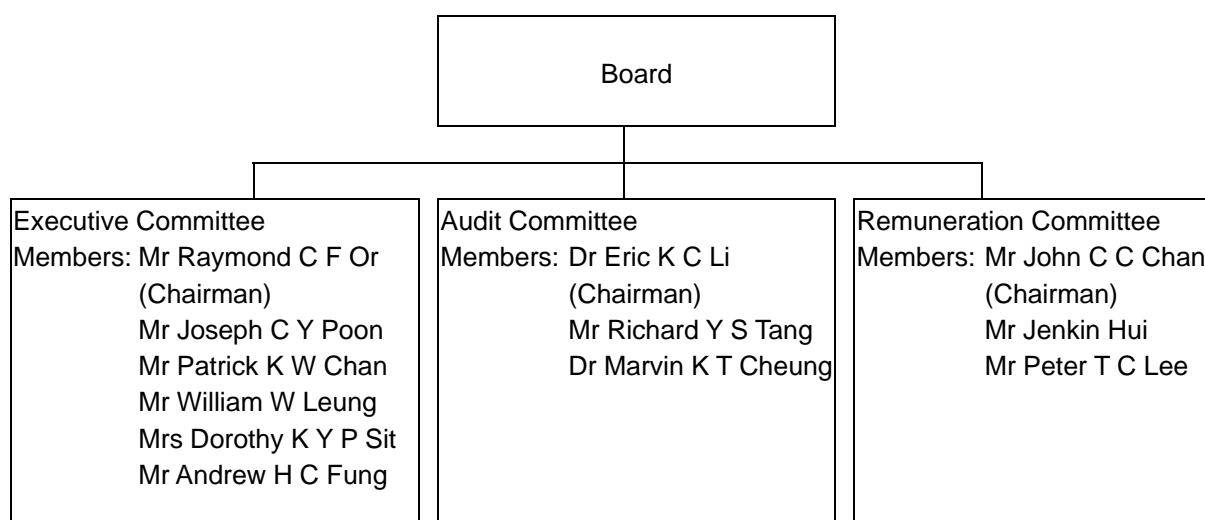 Board
Executive Committee
Members: Mr Raymond C F Or
(Chairman)
Mr Joseph C Y Poon
Mr Patrick K W Chan
Mr William W Leung
Mrs Dorothy K Y P Sit
Mr Andrew H C Fung
Audit Committee
Members: Dr Eric K C Li
(Chairman)
Mr Richard Y S Tang
Dr Marvin K T Cheung
Remuneration Committee
Members: Mr John C C Chan
(Chairman)
Mr Jenkin Hui
Mr Peter T C Lee